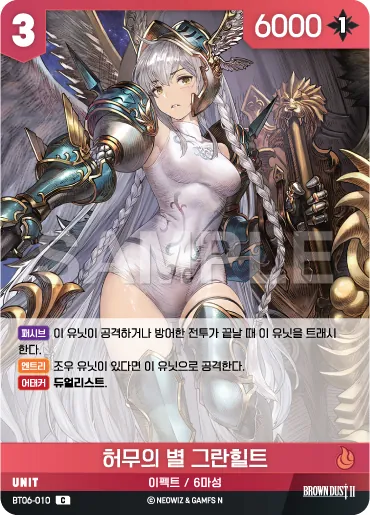 3
6000 1
SAMPLE
패시브 이 유닛이 공격하거나 방어한 전투가 끝날 때 이 유닛을 트래시
한다.
엔트리 조우 유닛이 있다면 이 유닛으로 공격한다.
어태커 듀얼리스트.
허무의 별 그란힐트
UNIT 이펙트 / 6마성 BROWN DUST II
BT06-010 C ⓒ NEOWIZ & GAMFS N